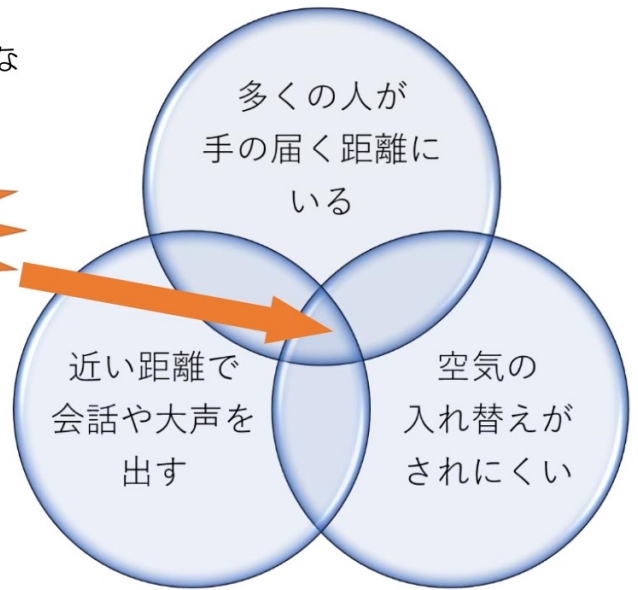 な
多くの人が
手の届く距離に
いる
近い距離で
会話や大声を
出す
空気の
入れ替えが
されにくい